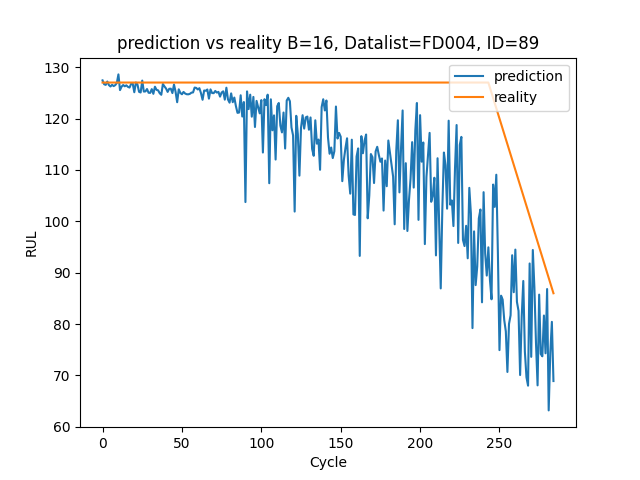 prediction vs reality B=16, Datalist=FD004, ID=89
prediction
reality
RUL
130
120
110
100
90
80
70
60
0 50 100 150 200 250
Cycle